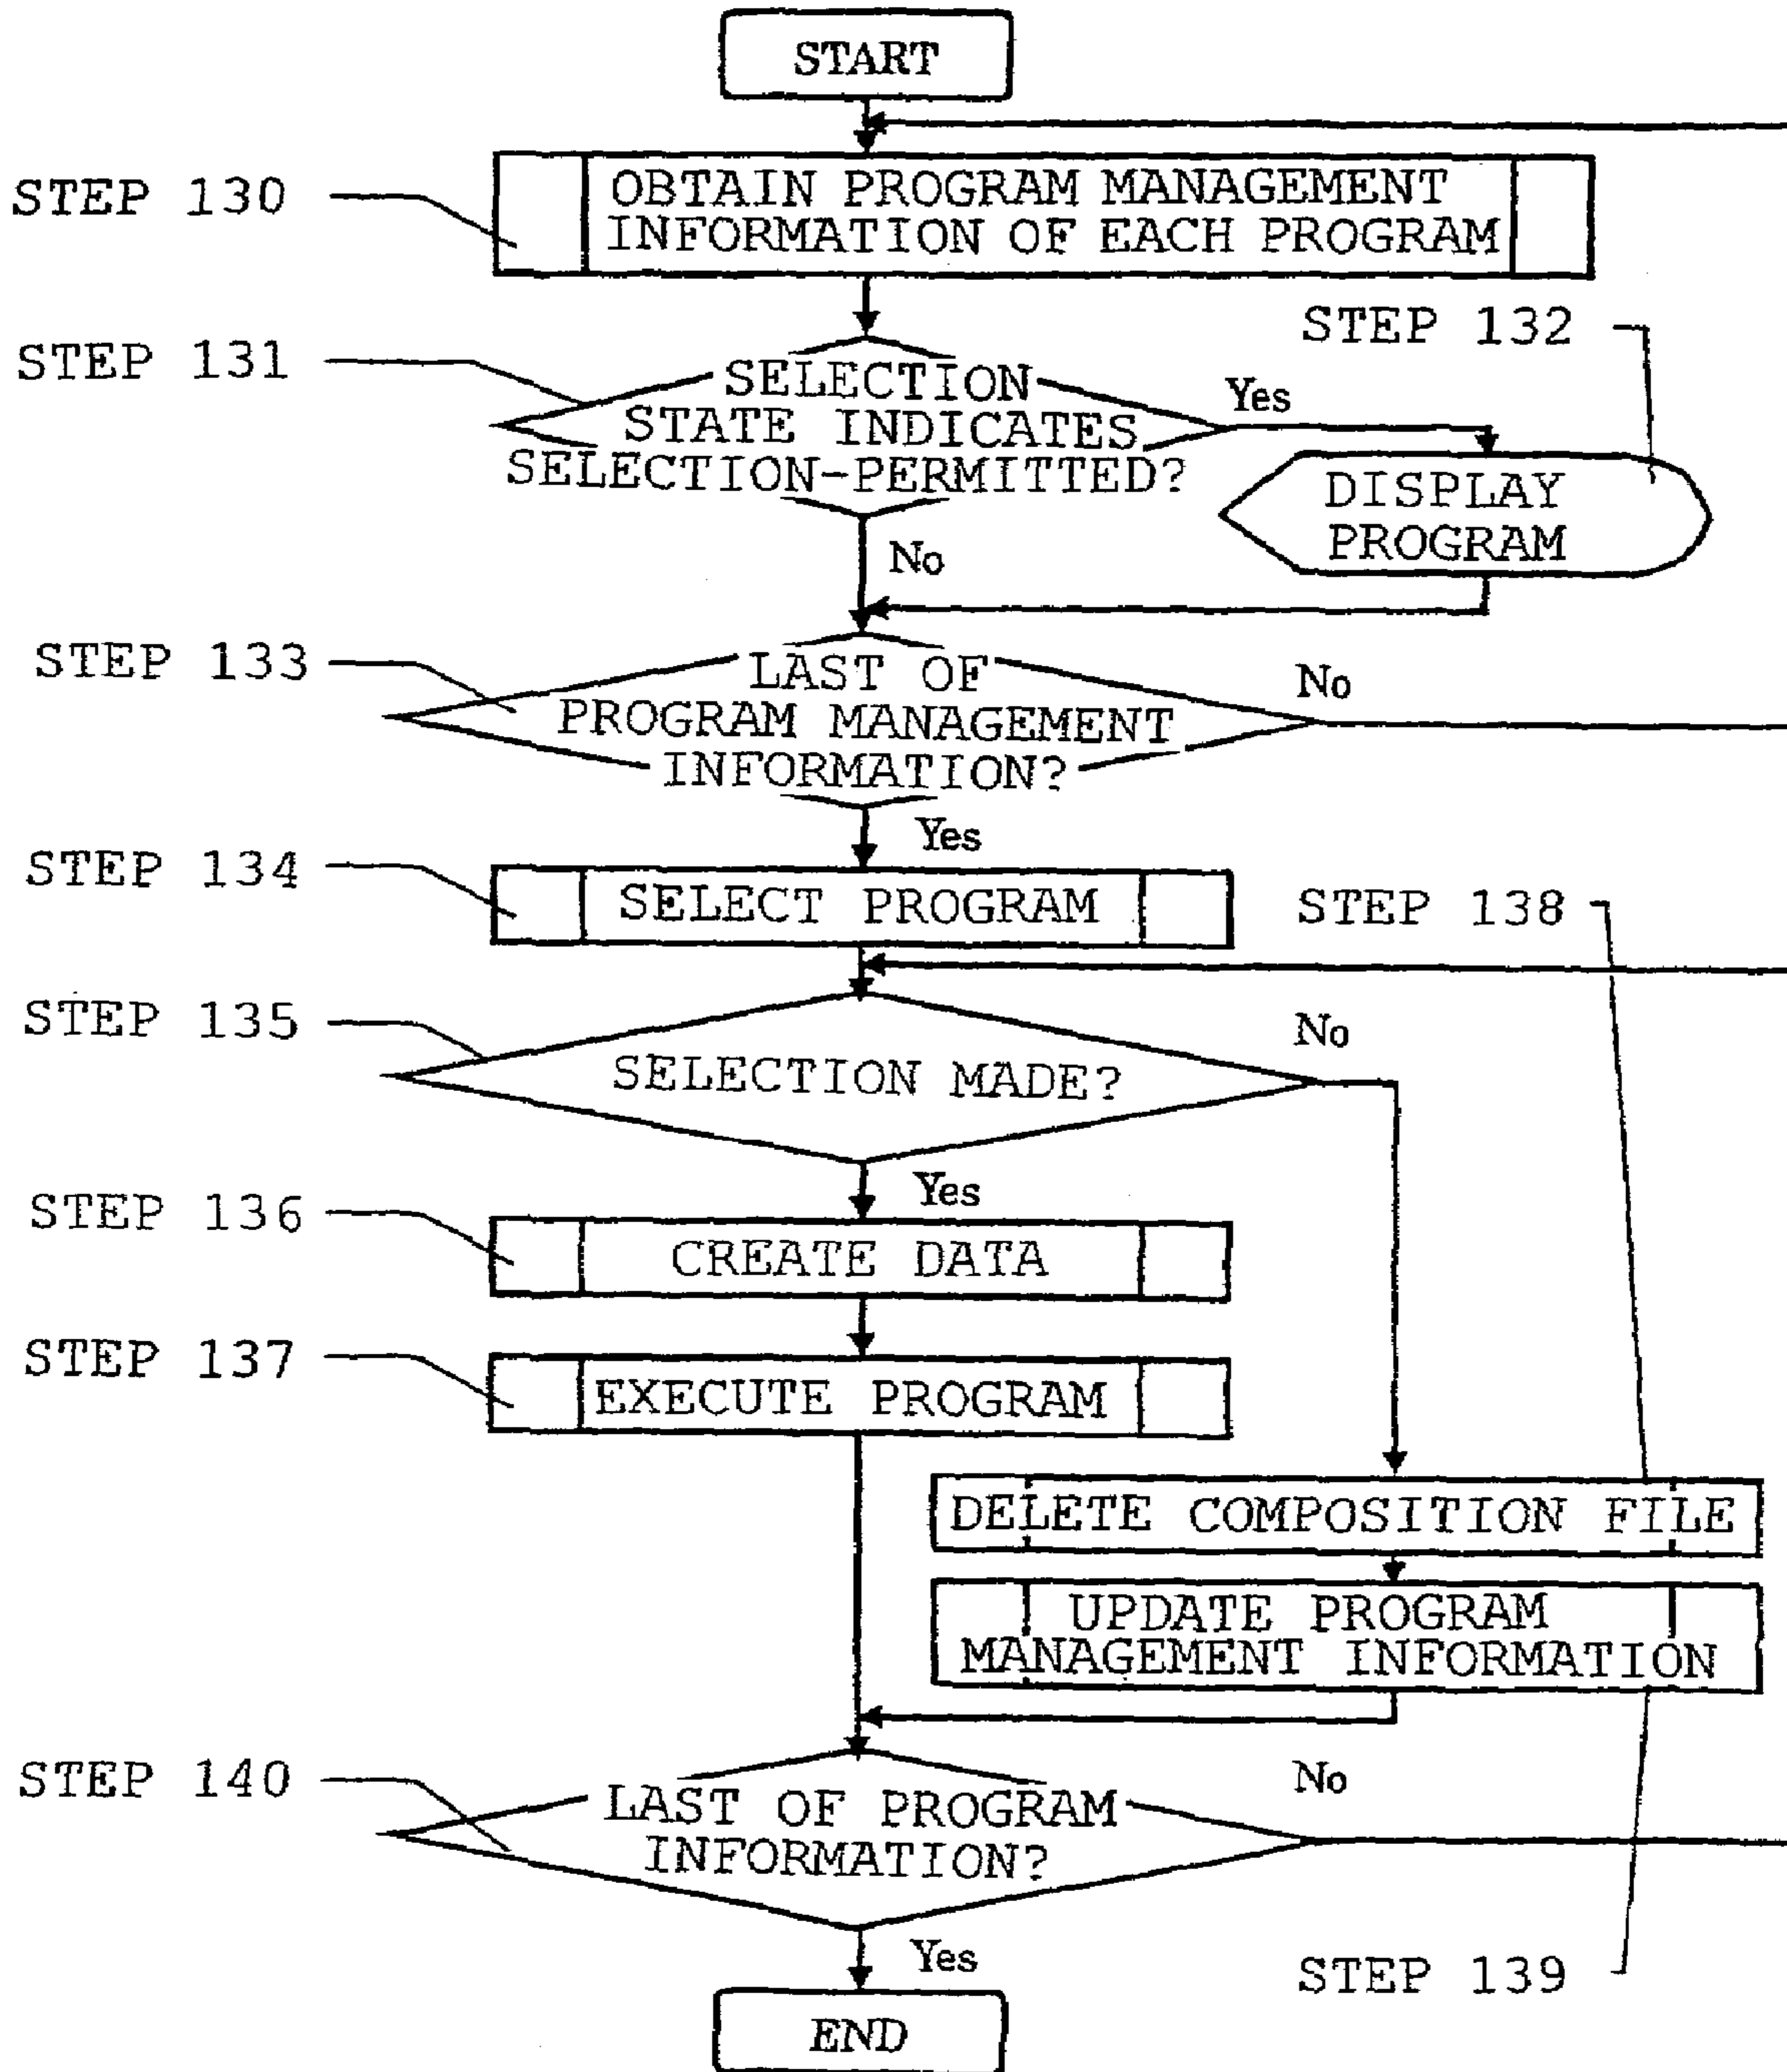 START
STEP 130
OBTAIN PROGRAM MANAGEMENT
INFORMATION OF EACH PROGRAM
STEP 131
SELECTION
STATE INDICATES
SELECTION-PERMITTED?
Yes
STEP 132
DISPLAY
PROGRAM
No
STEP 133
LAST OF
PROGRAM MANAGEMENT
INFORMATION?
No
Yes
STEP 134
SELECT PROGRAM
STEP 138
STEP 135
SELECTION MADE?
No
Yes
STEP 136
CREATE DATA
STEP 137
EXECUTE PROGRAM
DELETE COMPOSITION FILE
UPDATE PROGRAM
MANAGEMENT INFORMATION
STEP 140
LAST OF PROGRAM
INFORMATION?
No
Yes
STEP 139
END